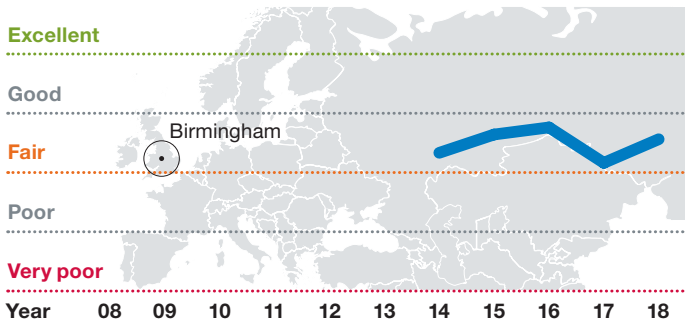 Excellent
Good
Birmingham
Fair
Poor
Very poor
Year 08 09 10 11 12 13 14 15 16 17 18